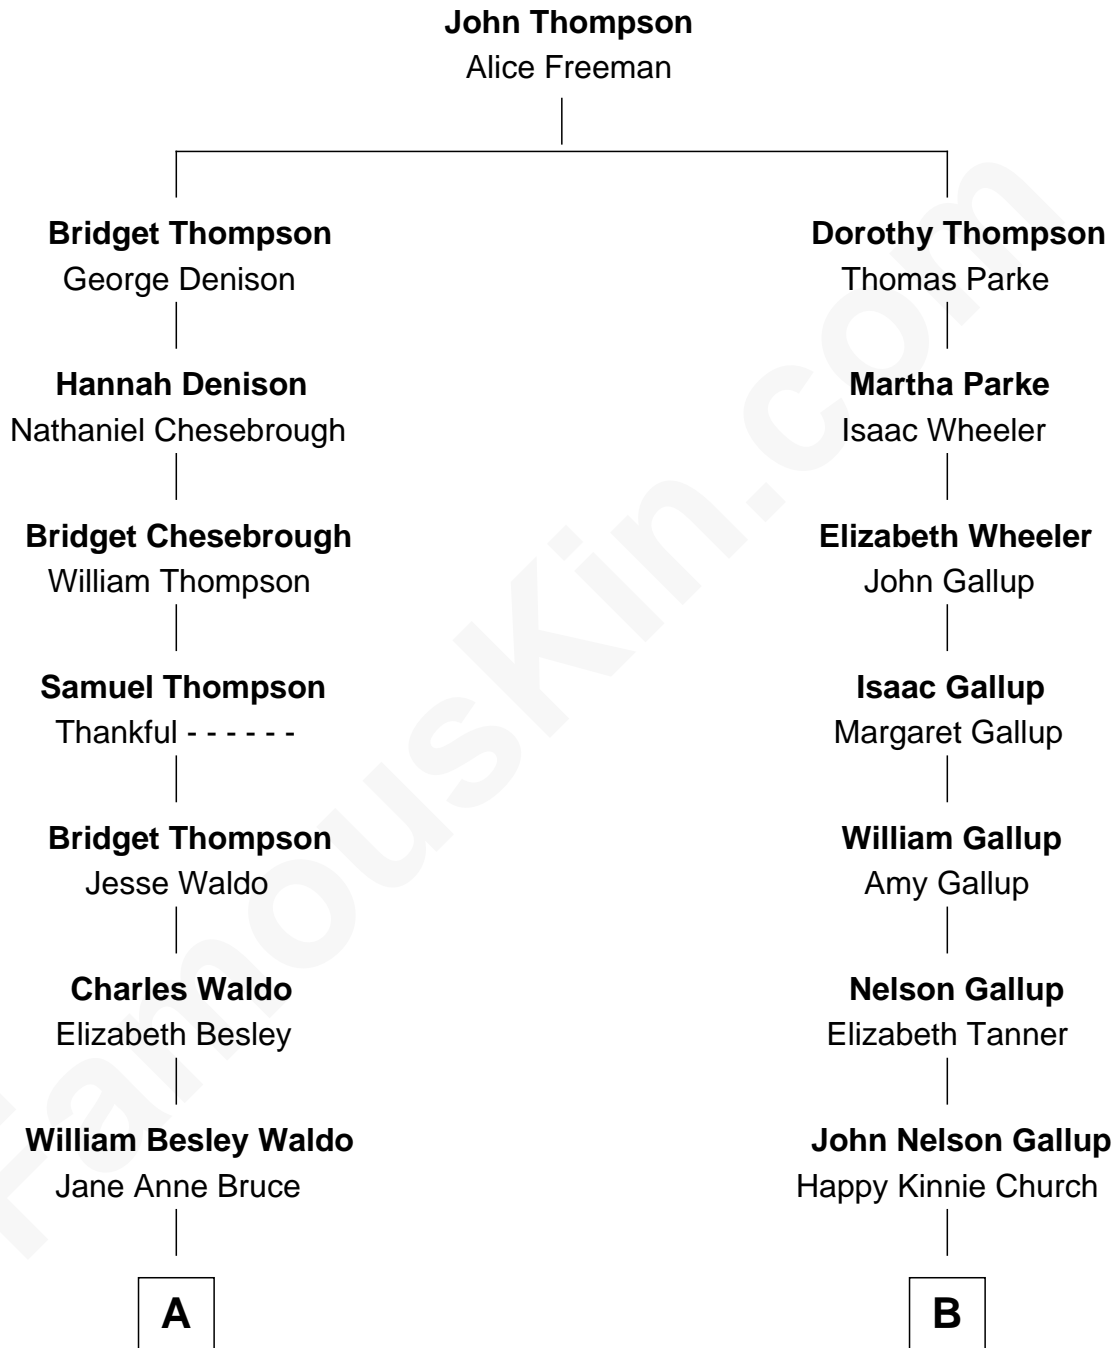 John Thompson
Alice Freeman
Bridget Thompson
George Denison
Dorothy Thompson
Thomas Parke
Hannah Denison
Nathaniel Chesebrough
Martha Parke
Isaac Wheeler
Bridget Chesebrough
William Thompson
Elizabeth Wheeler
John Gallup
Samuel Thompson
Thankful - - - - - -
Isaac Gallup
Margaret Gallup
Bridget Thompson
Jesse Waldo
William Gallup
Amy Gallup
Charles Waldo
Elizabeth Besley
Nelson Gallup
Elizabeth Tanner
William Besley Waldo
Jane Anne Bruce
John Nelson Gallup
Happy Kinnie Church
A
B
FamousKin.com